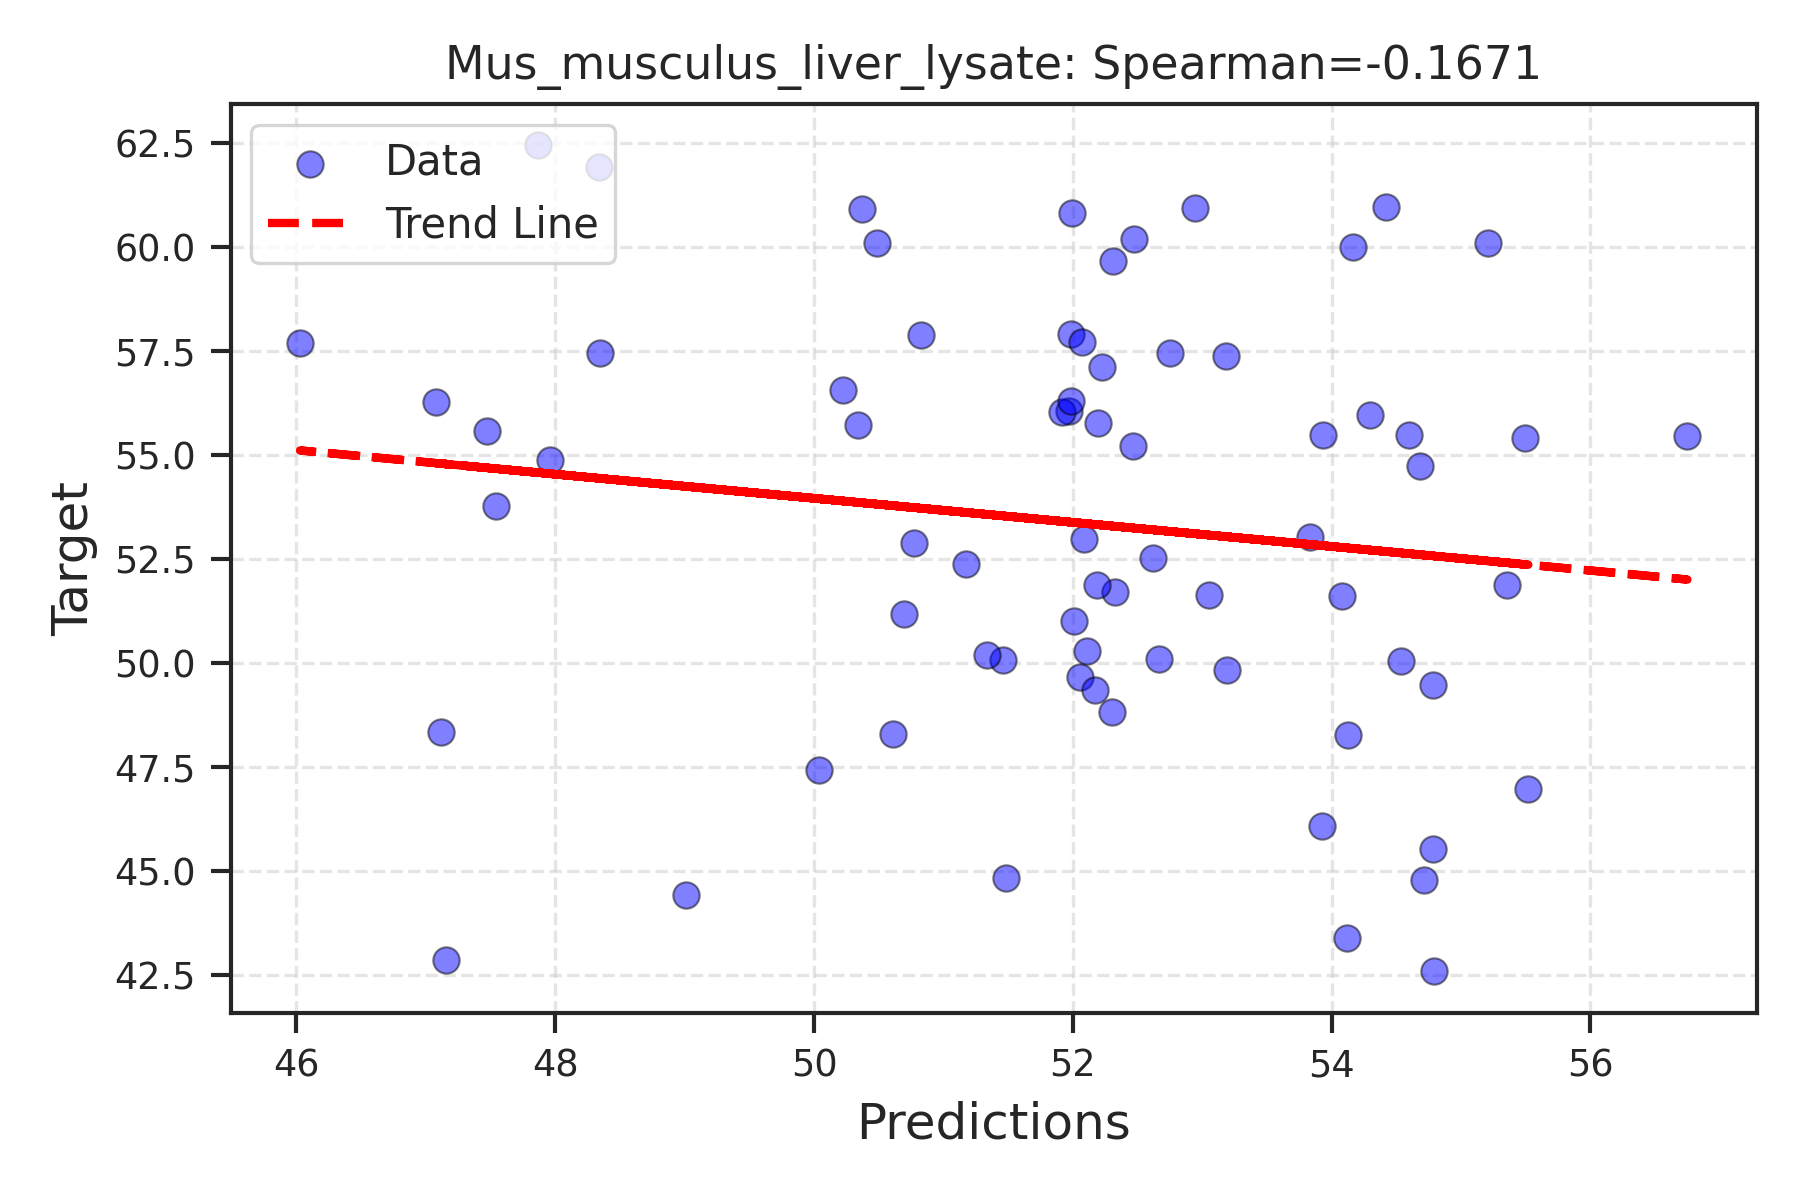 Mus_musculus_liver_lysate: Spearman=-0.1671
Data
Trend Line
62.5
60.0
57.5
55.0
52.5
50.0
47.5
45.0
42.5
Target
46 48 50 52 54 56
Predictions